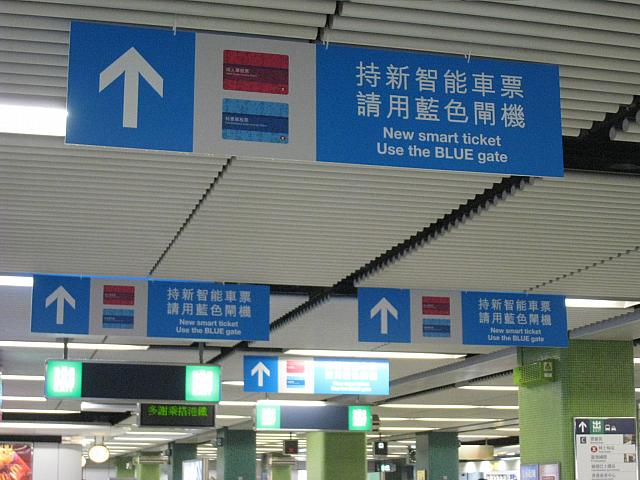 持新智能車票
請用藍色閘機
New smart ticket
Use the BLUE gate
持新智能車票
請用藍色閘機
New smart ticket
Use the BLUE gate
持新智能車票
請用藍色閘機
New smart ticket
Use the BLUE gate
多謝乘搭港鐵